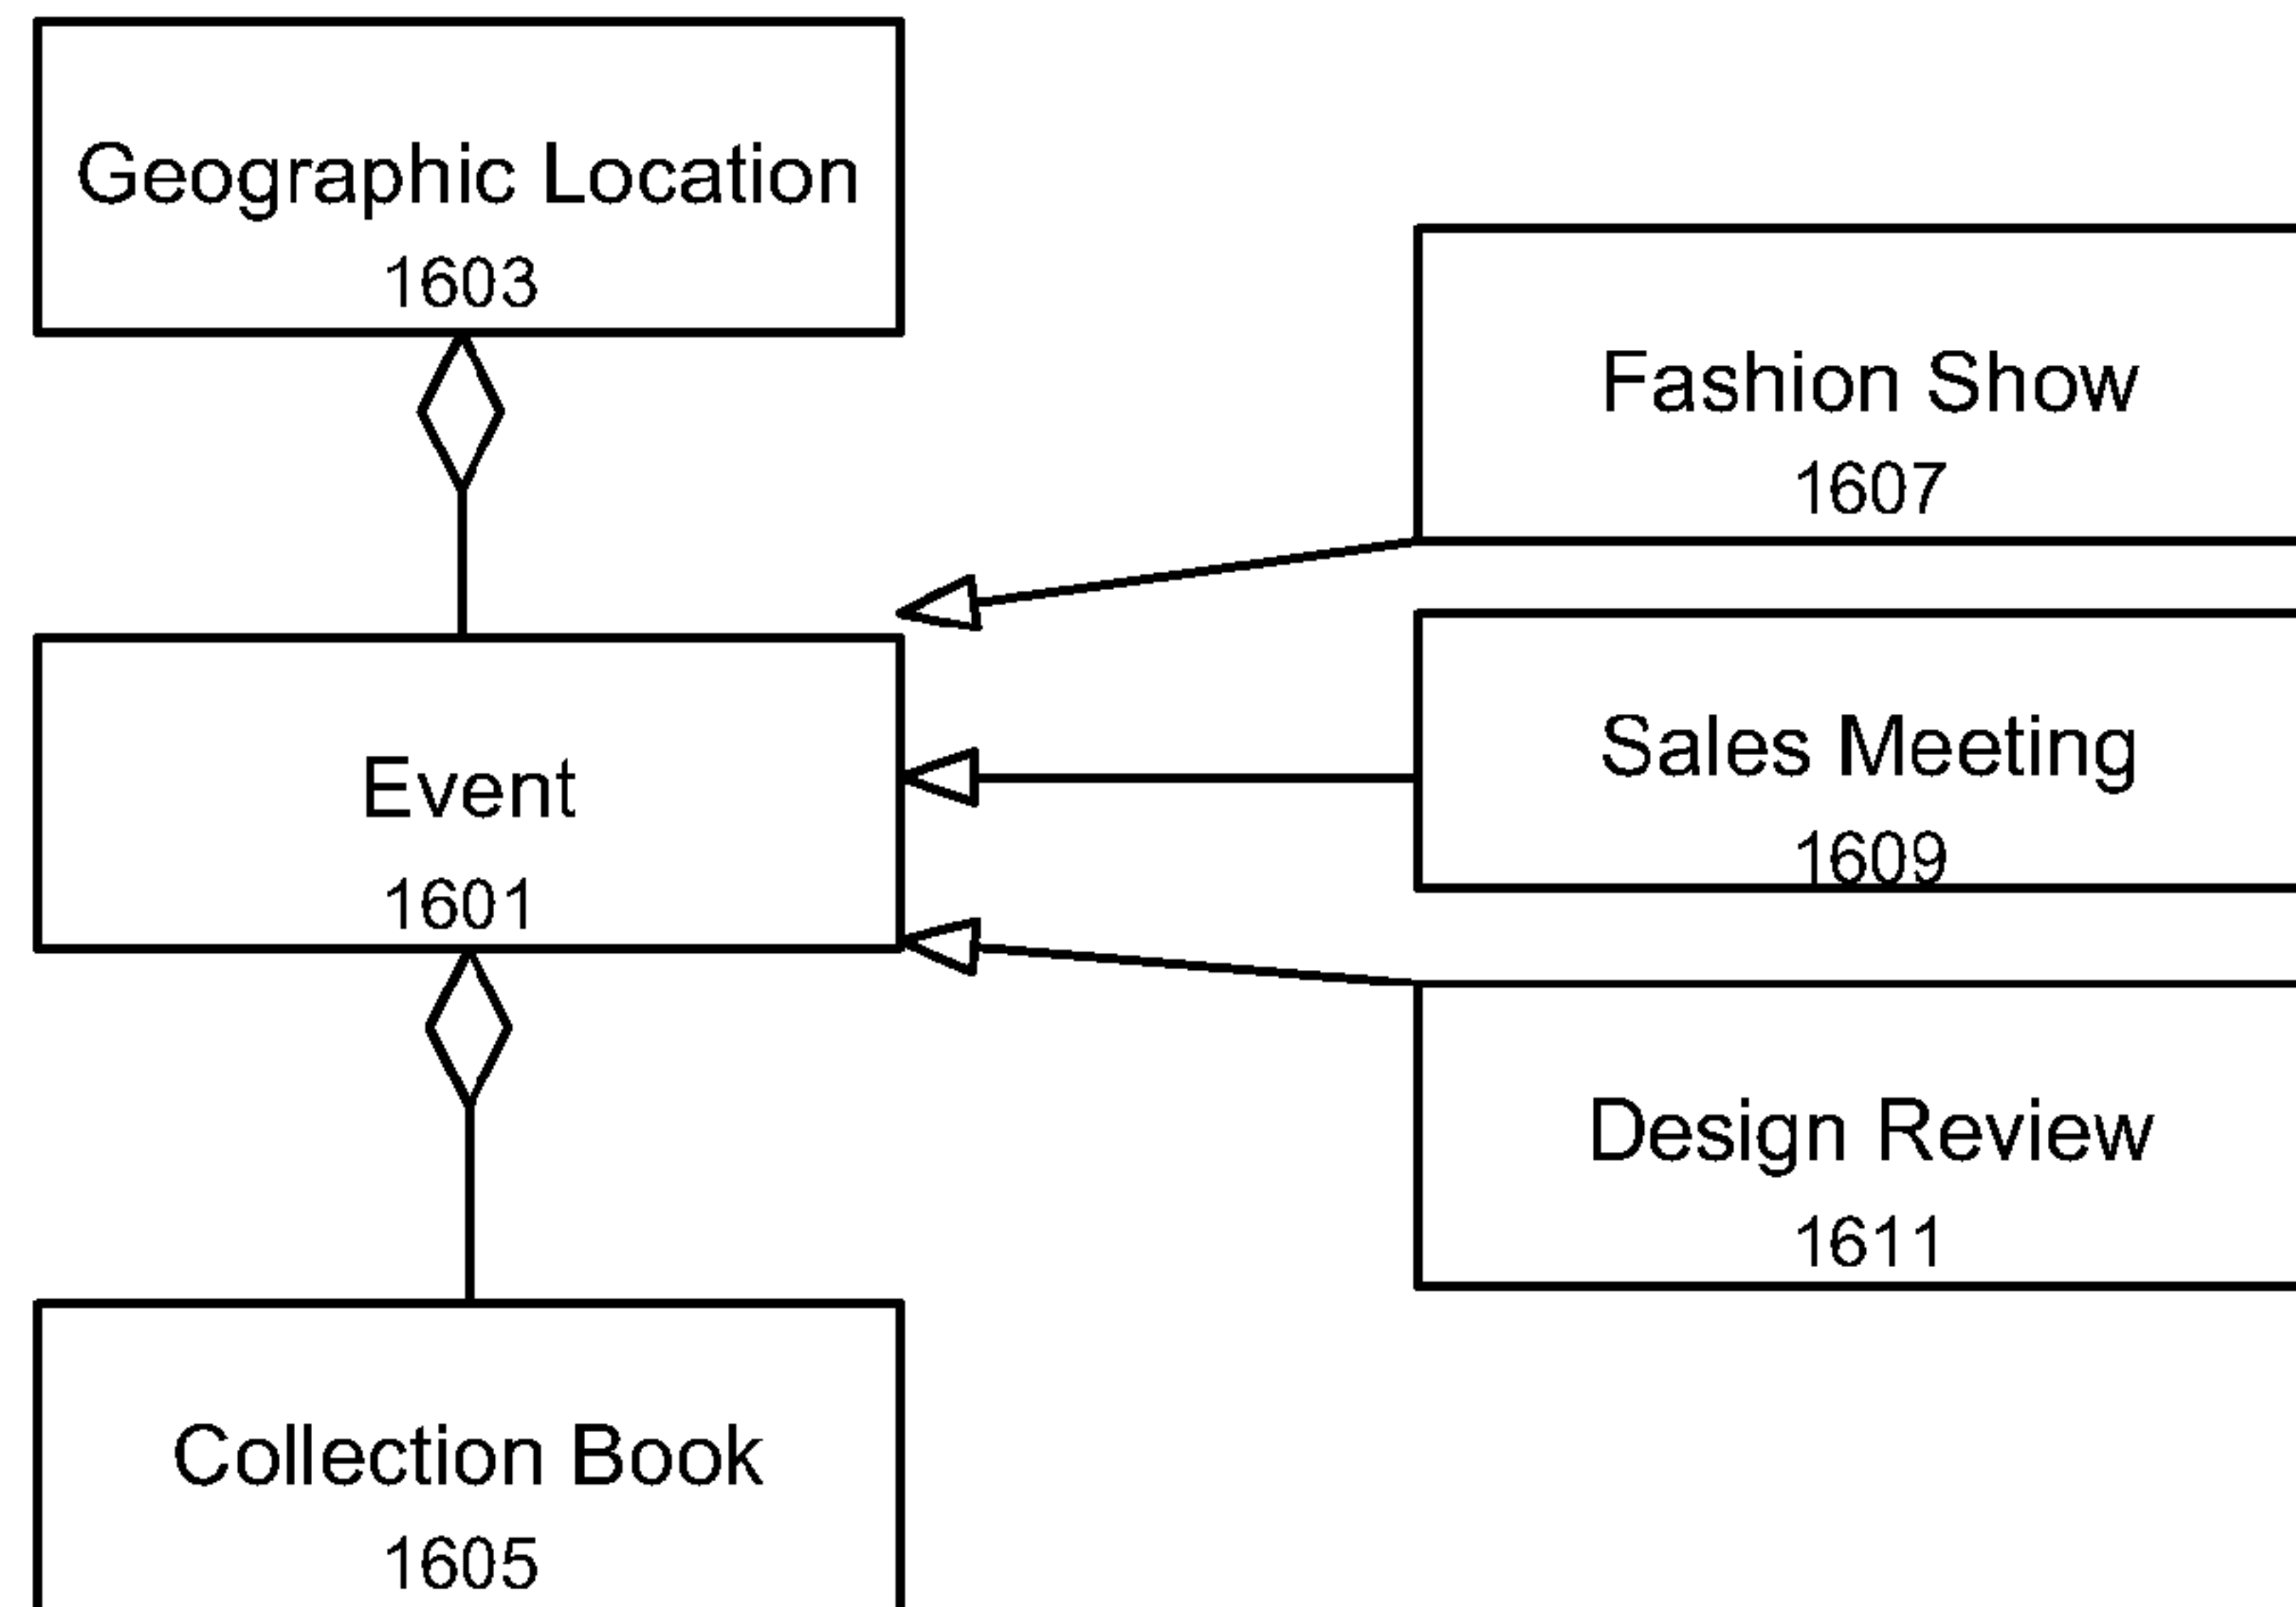 Geographic Location
1603
Fashion Show
1607
Event
1601
Sales Meeting
1609
Design Review
1611
Collection Book
1605